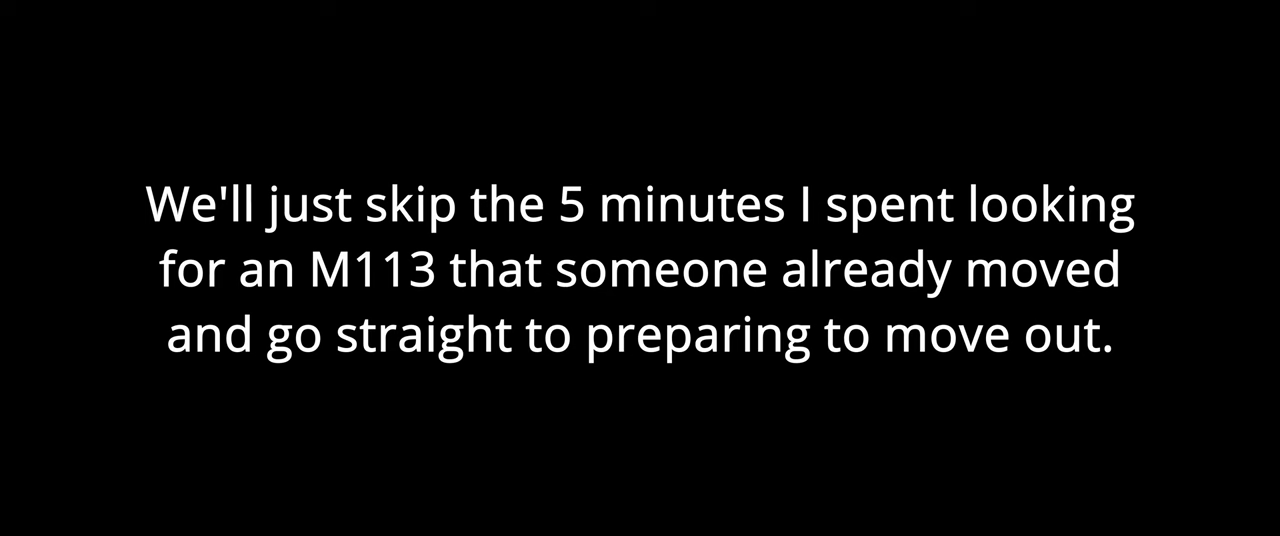 We'll just skip the 5 minutes I spent looking
for an M113 that someone already moved
and go straight to preparing to move out.